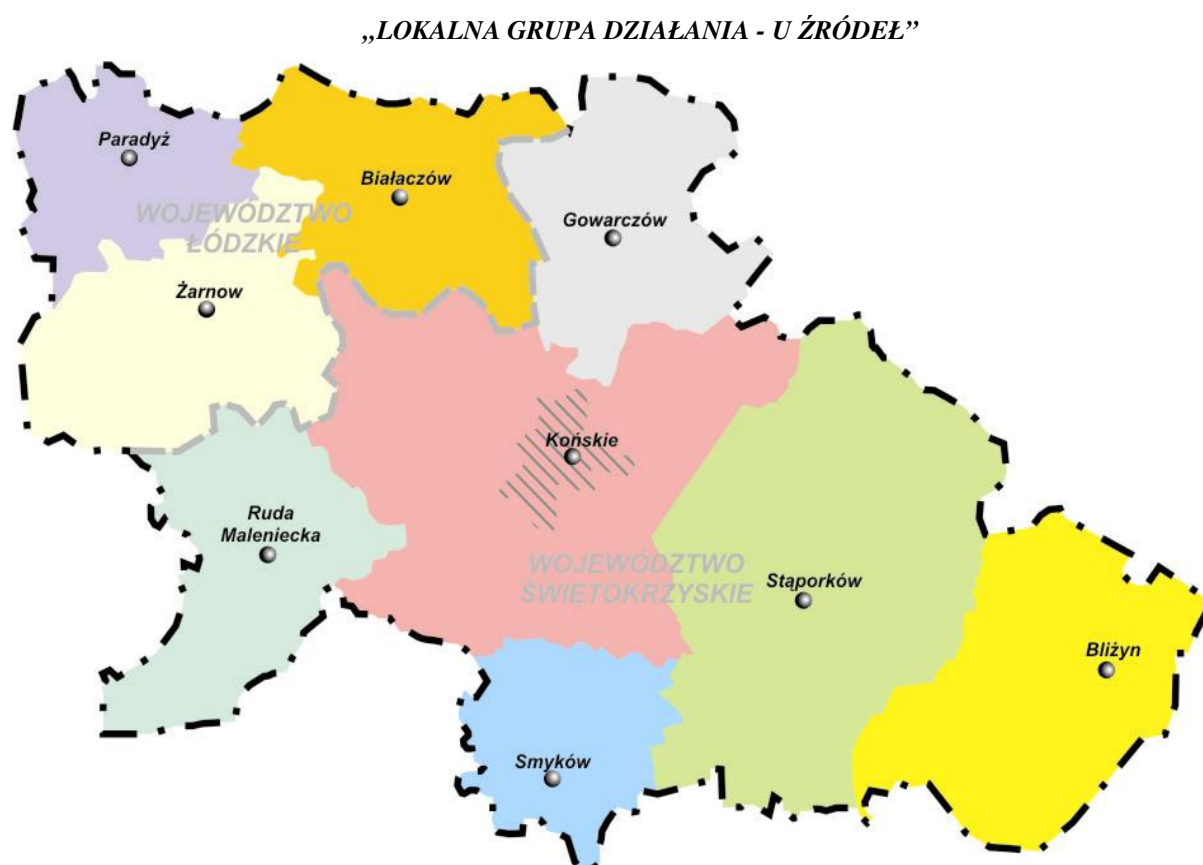 „LOKALNA GRUPA DZIAŁANIA - U ŹRÓDEŁ”
Paradyż
Białaczów
WOJEWÓDZTWO
ŁÓDZKIE
Gowarczów
Żarnow
Końskie
Ruda
Maleniecka
WOJEWÓDZTWO
ŚWIĘTOKRZYSKIE
Stąporków
Bliżyn
Smyków